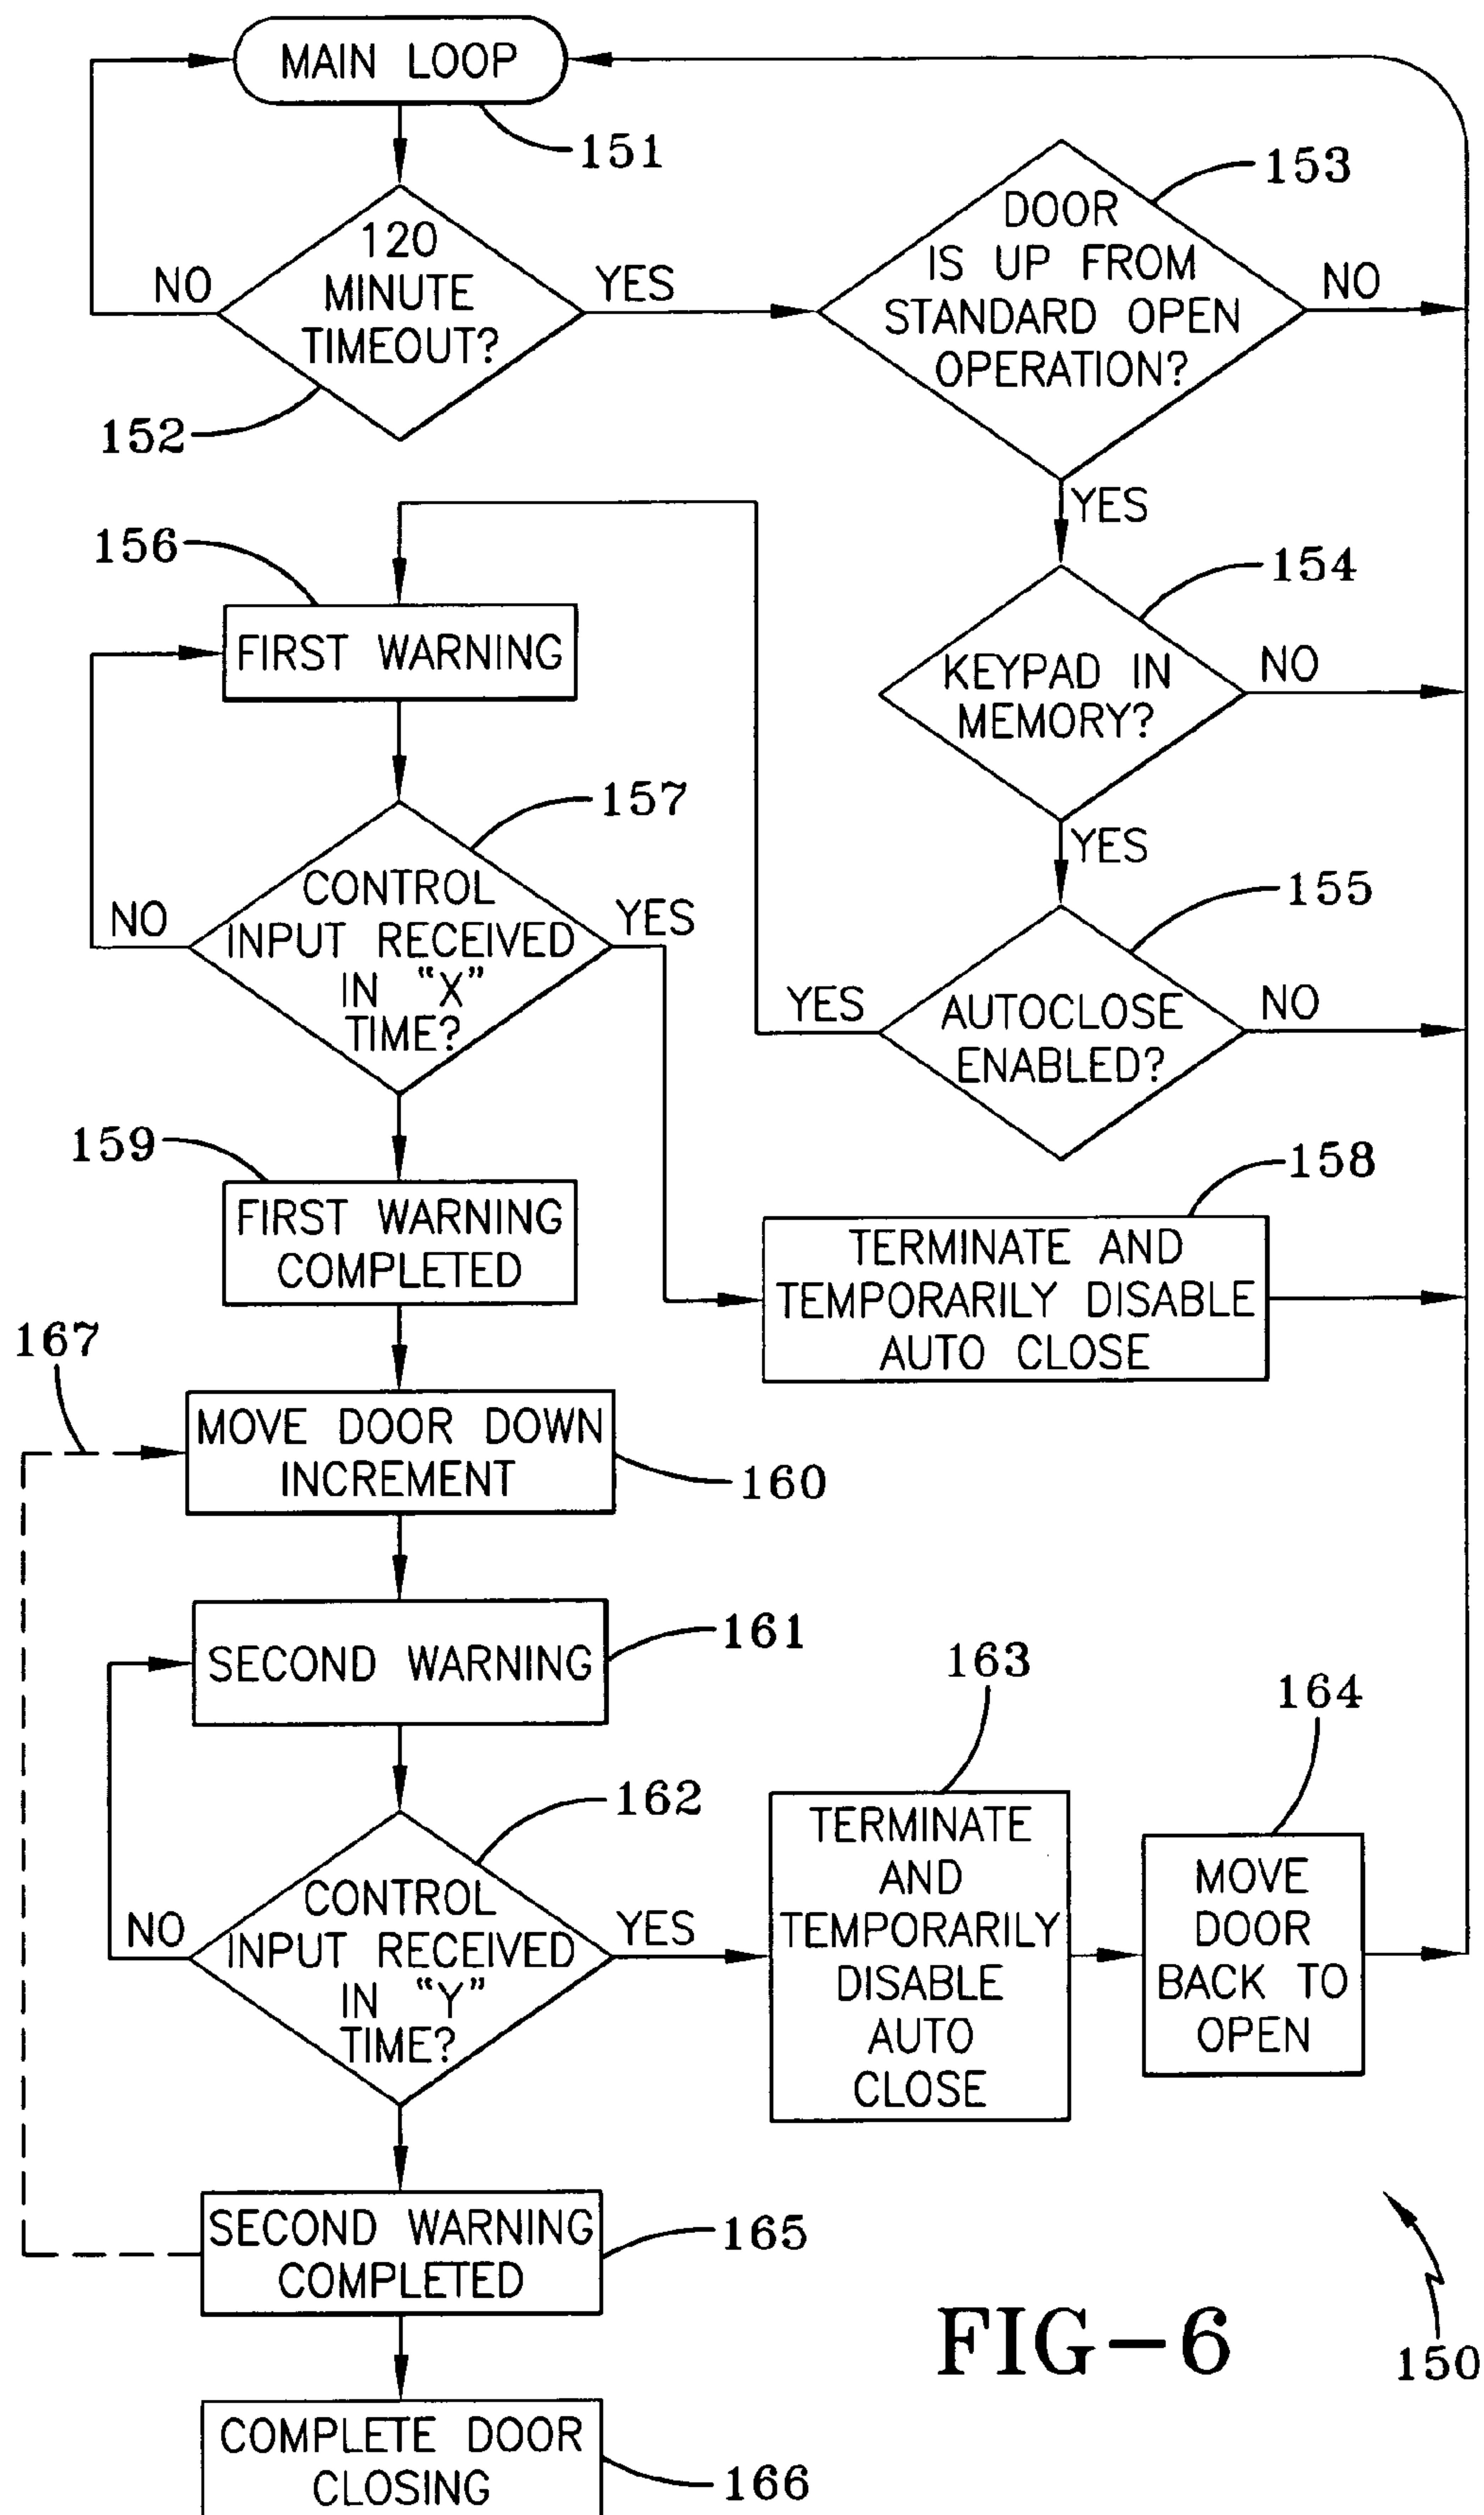 MAIN LOOP
151
120
MINUTE
TIMEOUT?
NO
YES
152
153
DOOR
IS UP FROM
STANDARD OPEN
OPERATION?
NO
YES
154
KEYPAD IN
MEMORY?
NO
YES
155
AUTOCLOSE
ENABLED?
YES
NO
156
FIRST WARNING
157
CONTROL
INPUT RECEIVED
IN “X”
TIME?
NO
YES
158
TERMINATE AND
TEMPORARILY DISABLE
AUTO CLOSE
159
FIRST WARNING
COMPLETED
167
MOVE DOOR DOWN
INCREMENT
160
SECOND WARNING
161
162
CONTROL
INPUT RECEIVED
IN “Y”
TIME?
NO
YES
163
TERMINATE
AND
TEMPORARILY
DISABLE
AUTO
CLOSE
164
MOVE
DOOR
BACK TO
OPEN
SECOND WARNING
COMPLETED
165
COMPLETE DOOR
CLOSING
166
FIG-6
150